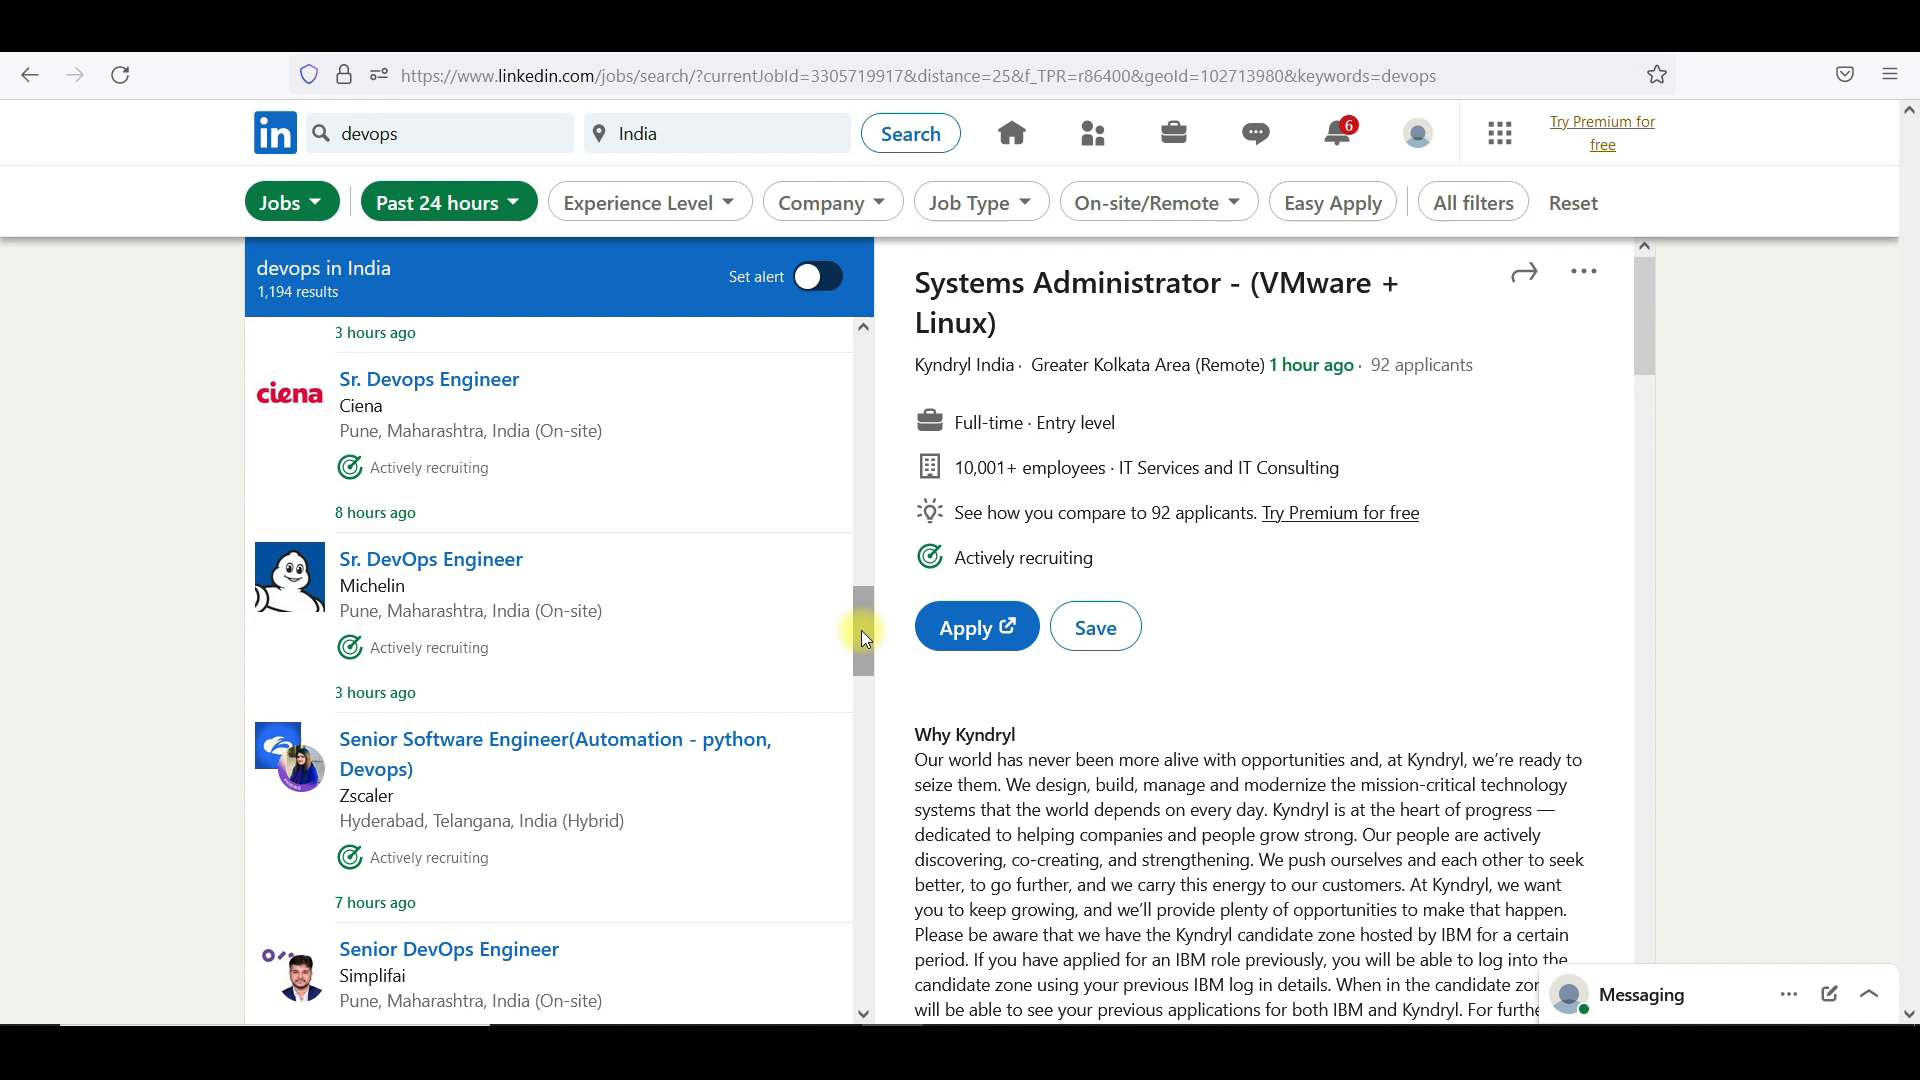 https://www.linkedin.com/jobs/search/?currentJobId=3305719917&distance=25&f_TPR=r86400&geoId=102713980&keywords=devops
in
devops
India
Search
6
Try Premium for
free
Jobs
Past 24 hours
Experience Level
Company
Job Type
On-site/Remote
Easy Apply
All filters
Reset
devops in India
1,194 results
Set alert
3 hours ago
ciena
Sr. Devops Engineer
Ciena
Pune, Maharashtra, India (On-site)
Actively recruiting
8 hours ago
Sr. DevOps Engineer
Michelin
Pune, Maharashtra, India (On-site)
Actively recruiting
3 hours ago
Senior Software Engineer(Automation - python,
Devops)
Zscaler
Hyderabad, Telangana, India (Hybrid)
Actively recruiting
7 hours ago
Senior DevOps Engineer
Simplifai
Pune, Maharashtra, India (On-site)
Systems Administrator - (VMware +
Linux)
Kyndryl India · Greater Kolkata Area (Remote) 1 hour ago · 92 applicants
Full-time · Entry level
10,001+ employees · IT Services and IT Consulting
See how you compare to 92 applicants. Try Premium for free
Actively recruiting
Apply
Save
Why Kyndryl
Our world has never been more alive with opportunities and, at Kyndryl, we’re ready to
seize them. We design, build, manage and modernize the mission-critical technology
systems that the world depends on every day. Kyndryl is at the heart of progress —
dedicated to helping companies and people grow strong. Our people are actively
discovering, co-creating, and strengthening. We push ourselves and each other to seek
better, to go further, and we carry this energy to our customers. At Kyndryl, we want
you to keep growing, and we’ll provide plenty of opportunities to make that happen.
Please be aware that we have the Kyndryl candidate zone hosted by IBM for a certain
period. If you have applied for an IBM role previously, you will be able to log into the
candidate zone using your previous IBM log in details. When in the candidate
will be able to see your previous applications for both IBM and Kyndryl. For
Messaging